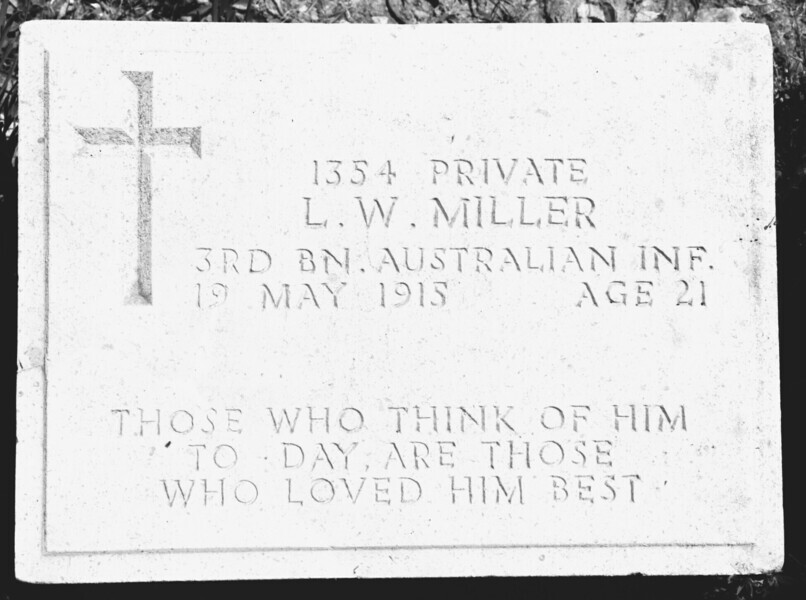 1354 PRIVATE
L. W. MILLER
3RD BN. AUSTRALIAN INF.
19 MAY 1915 AGE 21
THOSE WHO THINK OF HIM
TO DAY, ARE THOSE
WHO LOVED HIM BEST